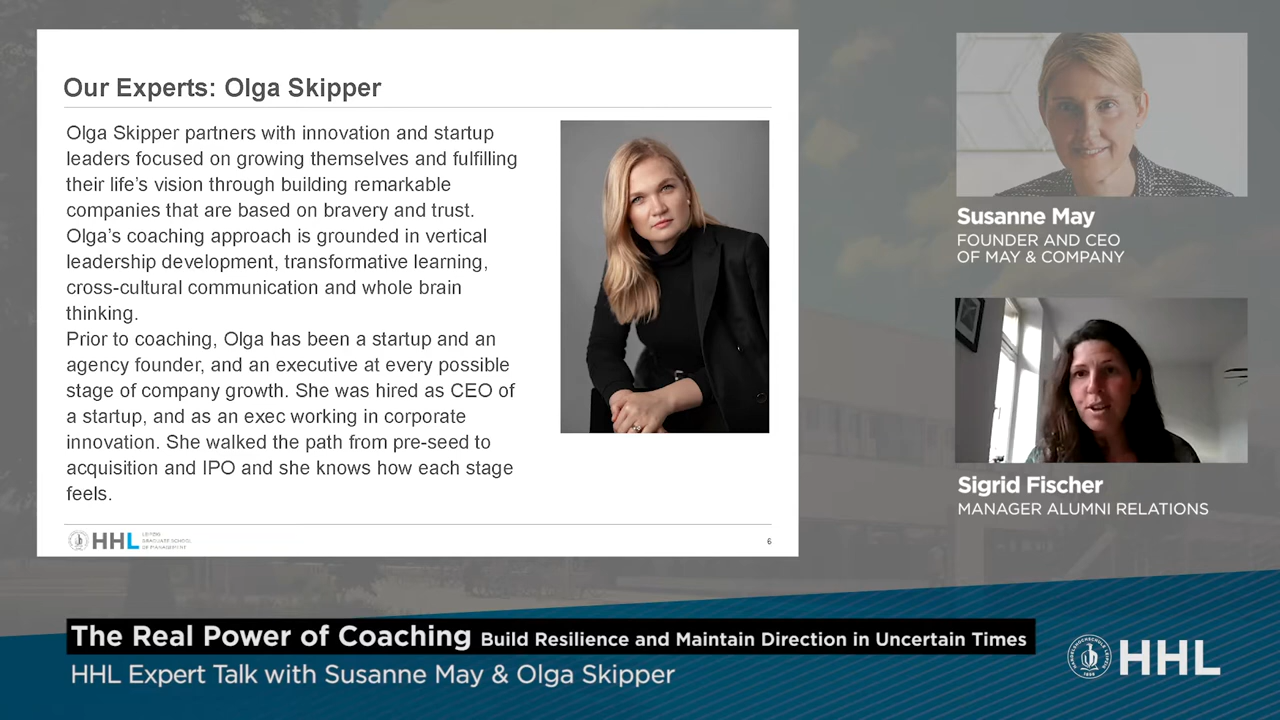 Our Experts: Olga Skipper
Olga Skipper partners with innovation and startup
leaders focused on growing themselves and fulfilling
their life’s vision through building remarkable
companies that are based on bravery and trust.
Olga’s coaching approach is grounded in vertical
leadership development, transformative learning,
cross-cultural communication and whole brain
thinking.
Prior to coaching, Olga has been a startup and an
agency founder, and an executive at every possible
stage of company growth. She was hired as CEO of
a startup, and as an exec working in corporate
innovation. She walked the path from pre-seed to
acquisition and IPO and she knows how each stage
feels.
HHL
LEIPZIG
GRADUATE SCHOOL
OF MANAGEMENT
6
Susanne May
FOUNDER AND CEO
OF MAY & COMPANY
Sigrid Fischer
MANAGER ALUMNI RELATIONS
The Real Power of Coaching Build Resilience and Maintain Direction in Uncertain Times
HHL Expert Talk with Susanne May & Olga Skipper
HHL